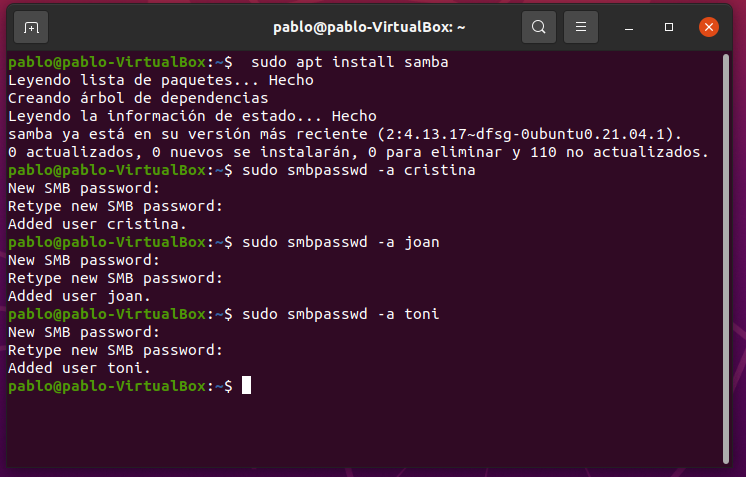 pablo@pablo-VirtualBox: ~
pablo@pablo-VirtualBox:~$  sudo apt install samba
Leyendo lista de paquetes... Hecho
Creando árbol de dependencias
Leyendo la información de estado... Hecho
samba ya está en su versión más reciente (2:4.13.17~dfsg-0ubuntu0.21.04.1).
0 actualizados, 0 nuevos se instalarán, 0 para eliminar y 110 no actualizados.
pablo@pablo-VirtualBox:~$ sudo smbpasswd -a cristina
New SMB password:
Retype new SMB password:
Added user cristina.
pablo@pablo-VirtualBox:~$ sudo smbpasswd -a joan
New SMB password:
Retype new SMB password:
Added user joan.
pablo@pablo-VirtualBox:~$ sudo smbpasswd -a toni
New SMB password:
Retype new SMB password:
Added user toni.
pablo@pablo-VirtualBox:~$